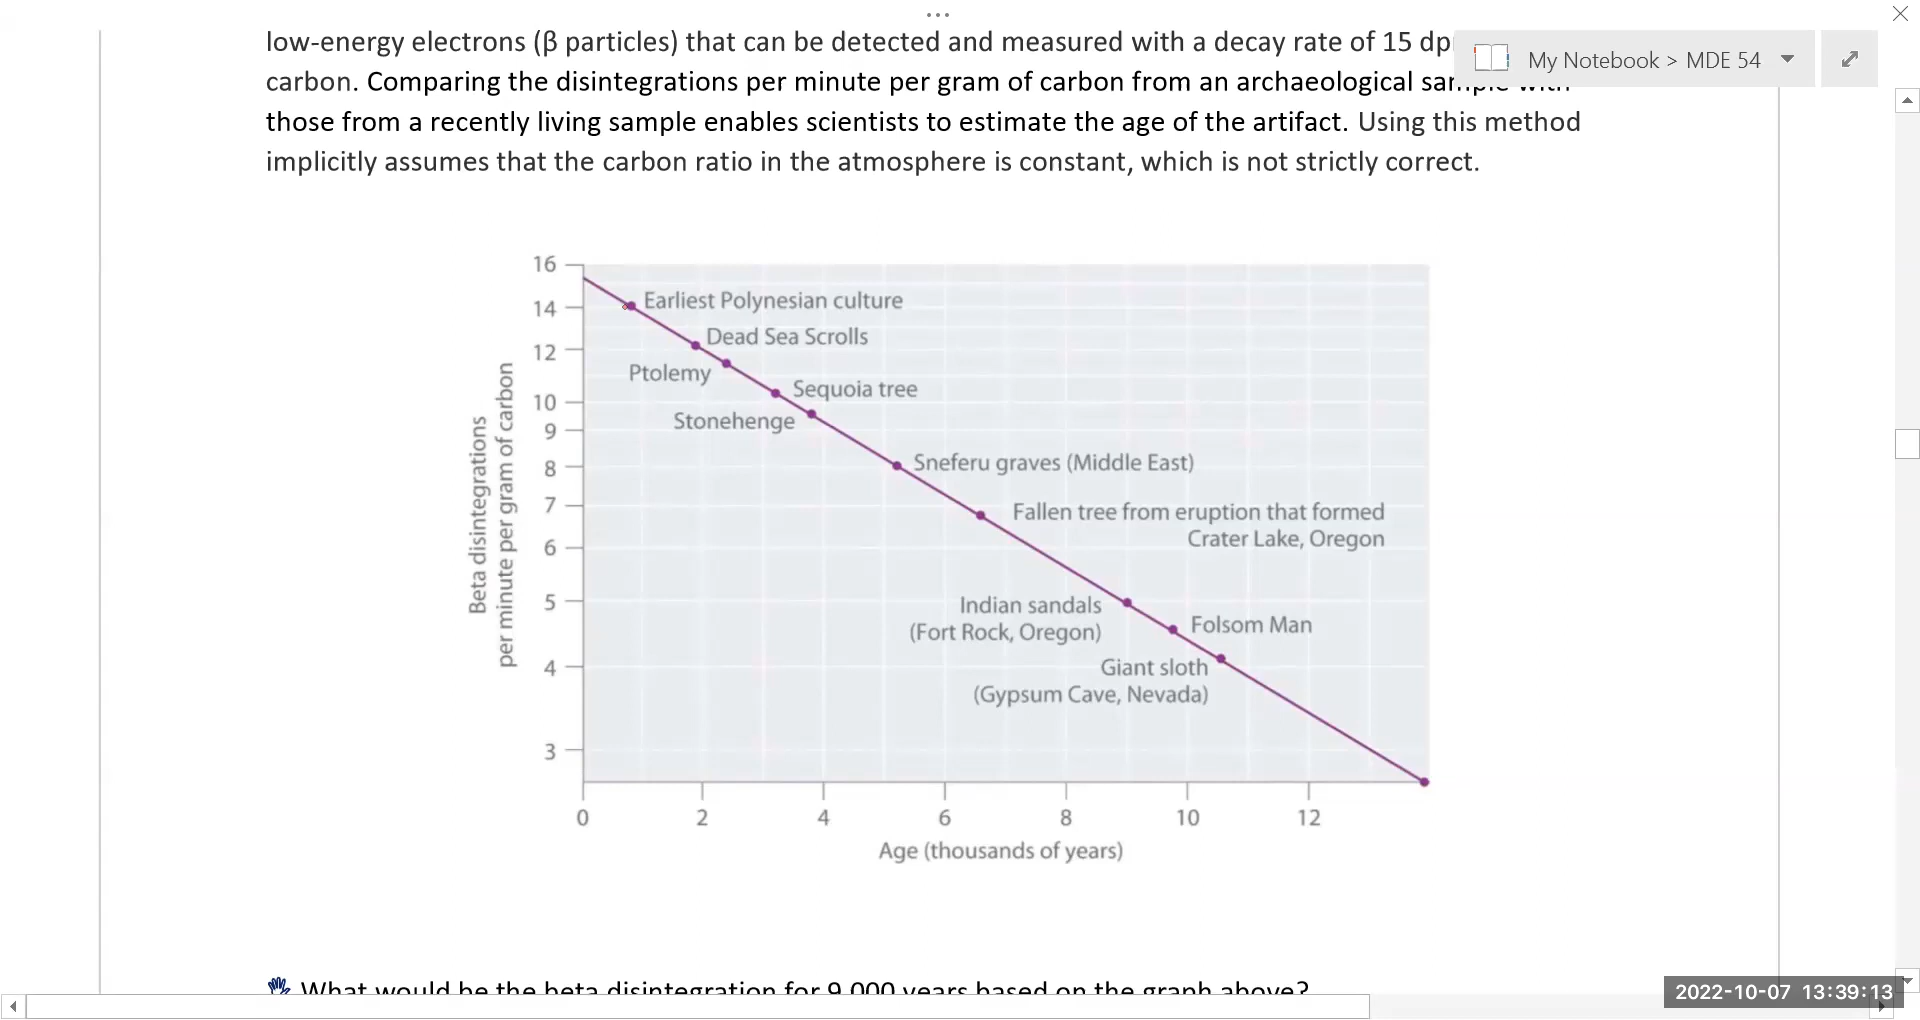 low-energy electrons (β particles) that can be detected and measured with a decay rate of 15
My Notebook > MDE 54
carbon. Comparing the disintegrations per minute per gram of carbon from an archaeological
those from a recently living sample enables scientists to estimate the age of the artifact. Using this method
implicitly assumes that the carbon ratio in the atmosphere is constant, which is not strictly correct.
16
14
12
10
9
8
7
6
5
4
3
Beta disintegrations
per minute per gram of carbon
Earliest Polynesian culture
Dead Sea Scrolls
Ptolemy
Sequoia tree
Stonehenge
Sneferu graves (Middle East)
Fallen tree from eruption that formed
Crater Lake, Oregon
Indian sandals
(Fort Rock, Oregon)
Folsom Man
Giant sloth
(Gypsum Cave, Nevada)
0 2 4 6 8 10 12
Age (thousands of years)
What would be the beta disintegration for 9,000 years based on the graph above?
2022-10-07 13:39:13